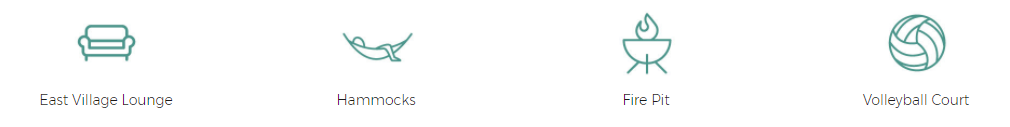 East Village Lounge
Hammocks
Fire Pit
Volleyball Court